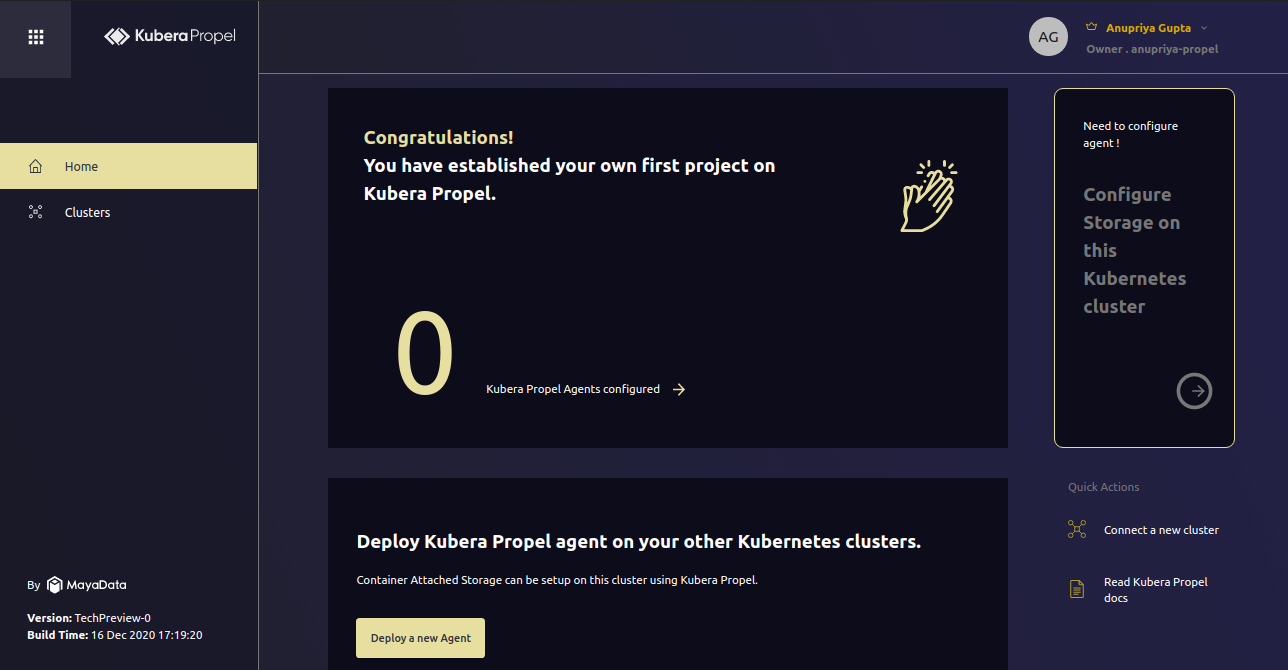 Kubera Propel
AG
Anupriya Gupta
Owner . anupriya-propel
Home
Clusters
Congratulations!
You have established your own first project on
Kubera Propel.
0
Kubera Propel Agents configured
Need to configure
agent !
Configure
Storage on
this
Kubernetes
cluster
Quick Actions
Connect a new cluster
Read Kubera Propel
docs
Deploy Kubera Propel agent on your other Kubernetes clusters.
Container Attached Storage can be setup on this cluster using Kubera Propel.
Deploy a new Agent
By MayaData
Version: TechPreview-0
Build Time: 16 Dec 2020 17:19:20